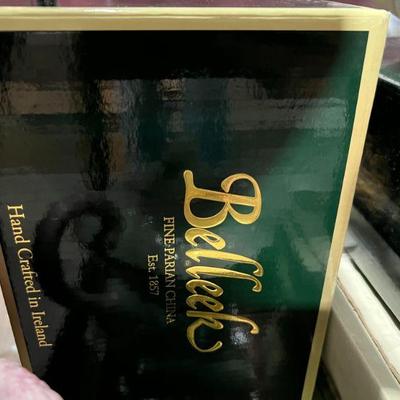 Belleek
FINE PARIAN CHINA
Est. 1857
Hand Crafted in Ireland